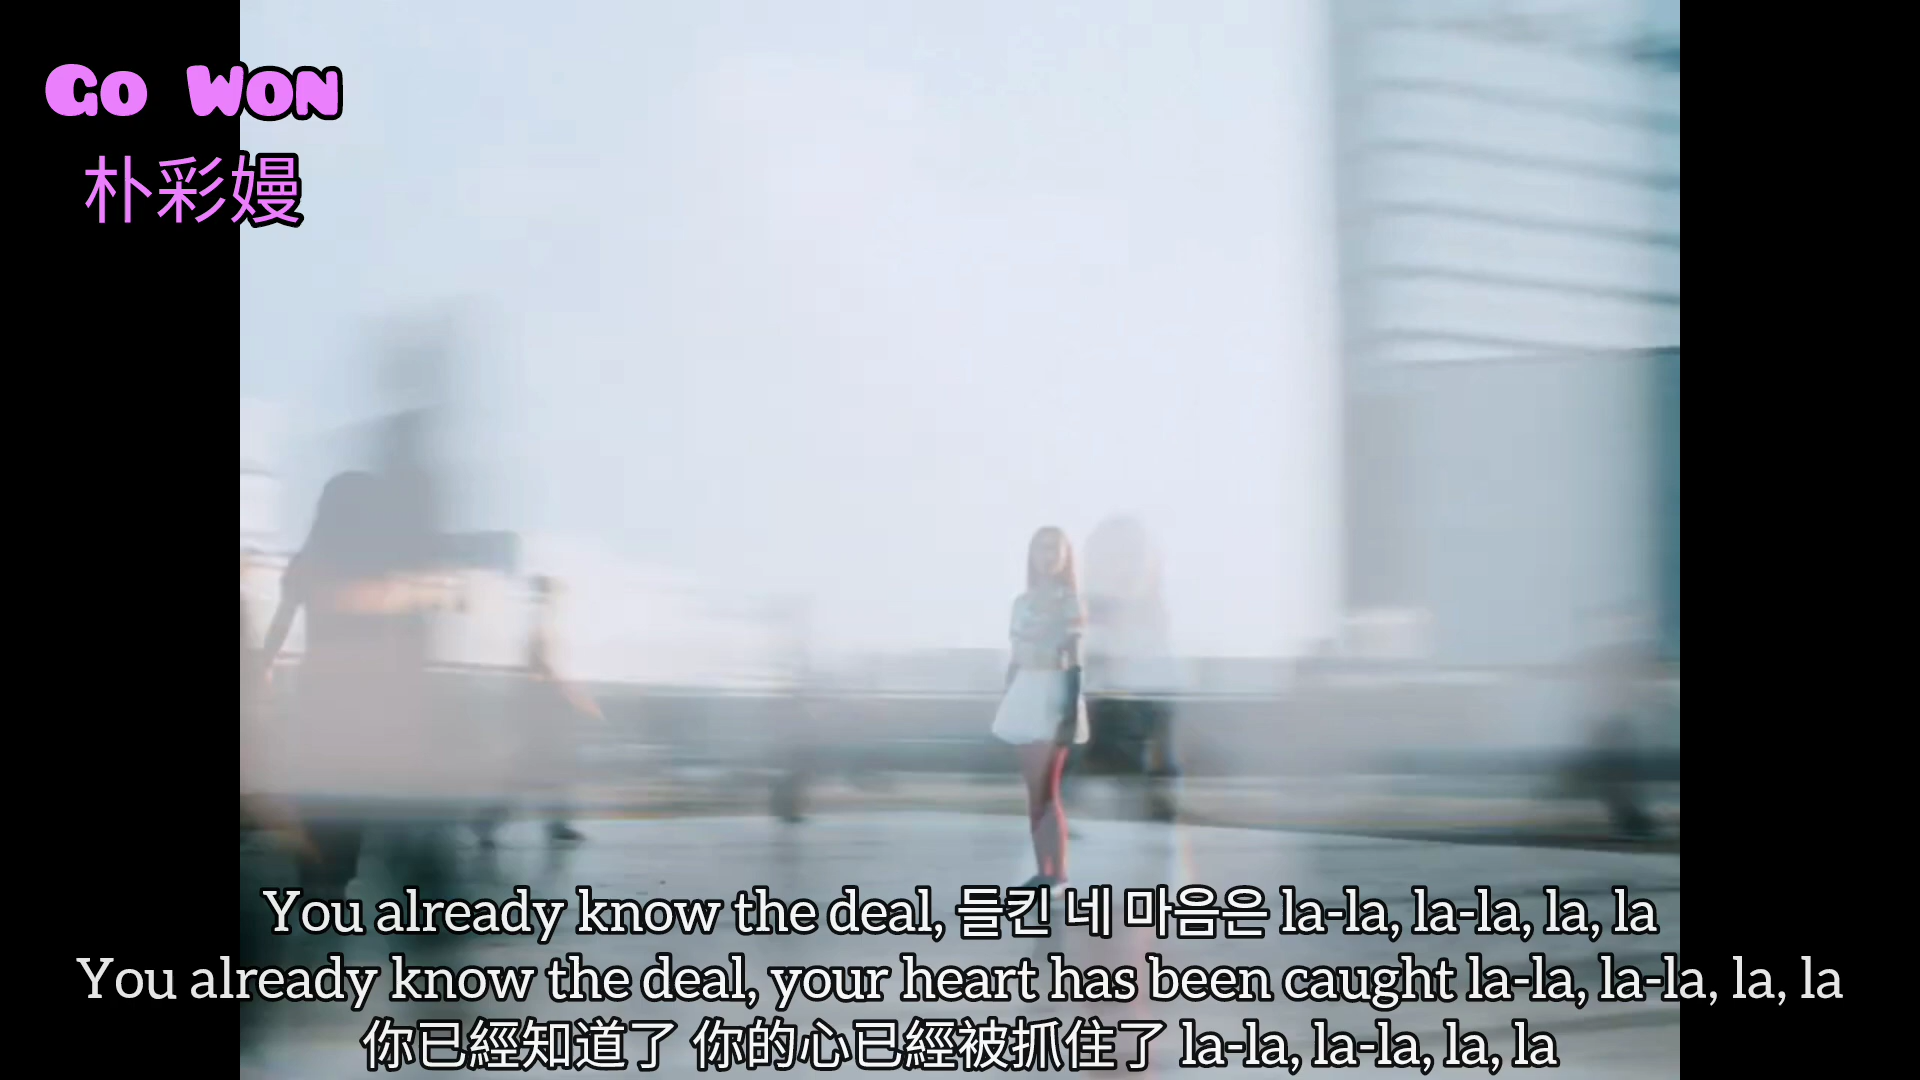 Go Won
朴彩嫚
You already know the deal, 들킨 네 마음은 la-la, la-la, la, la
You already know the deal, your heart has been caught la-la, la-la, la, la
你已經知道了 你的心已經被抓住了 la-la, la-la, la, la